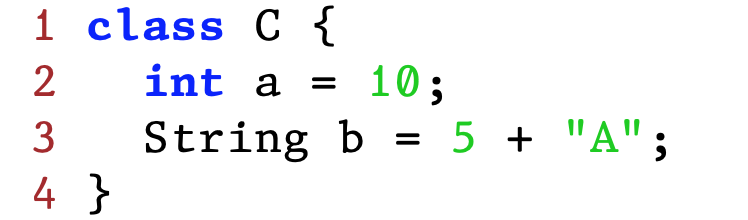 1 class C {
2   int a = 10;
3   String b = 5 + "A";
4 }